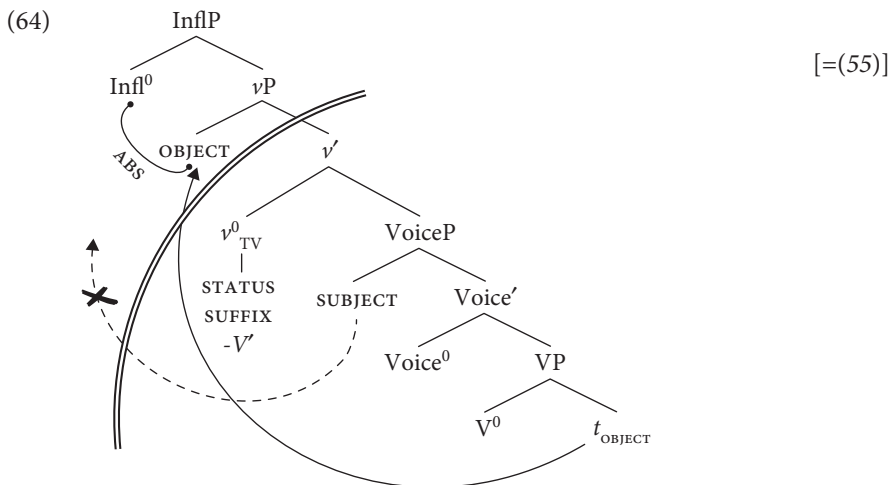 (64) InflP
[=(55)]
Infl⁰ vP
OBJECT v′
ABS
v⁰TV VoiceP
STATUS SUBJECT Voice′
SUFFIX
-V′
Voice⁰ VP
V⁰ tOBJECT